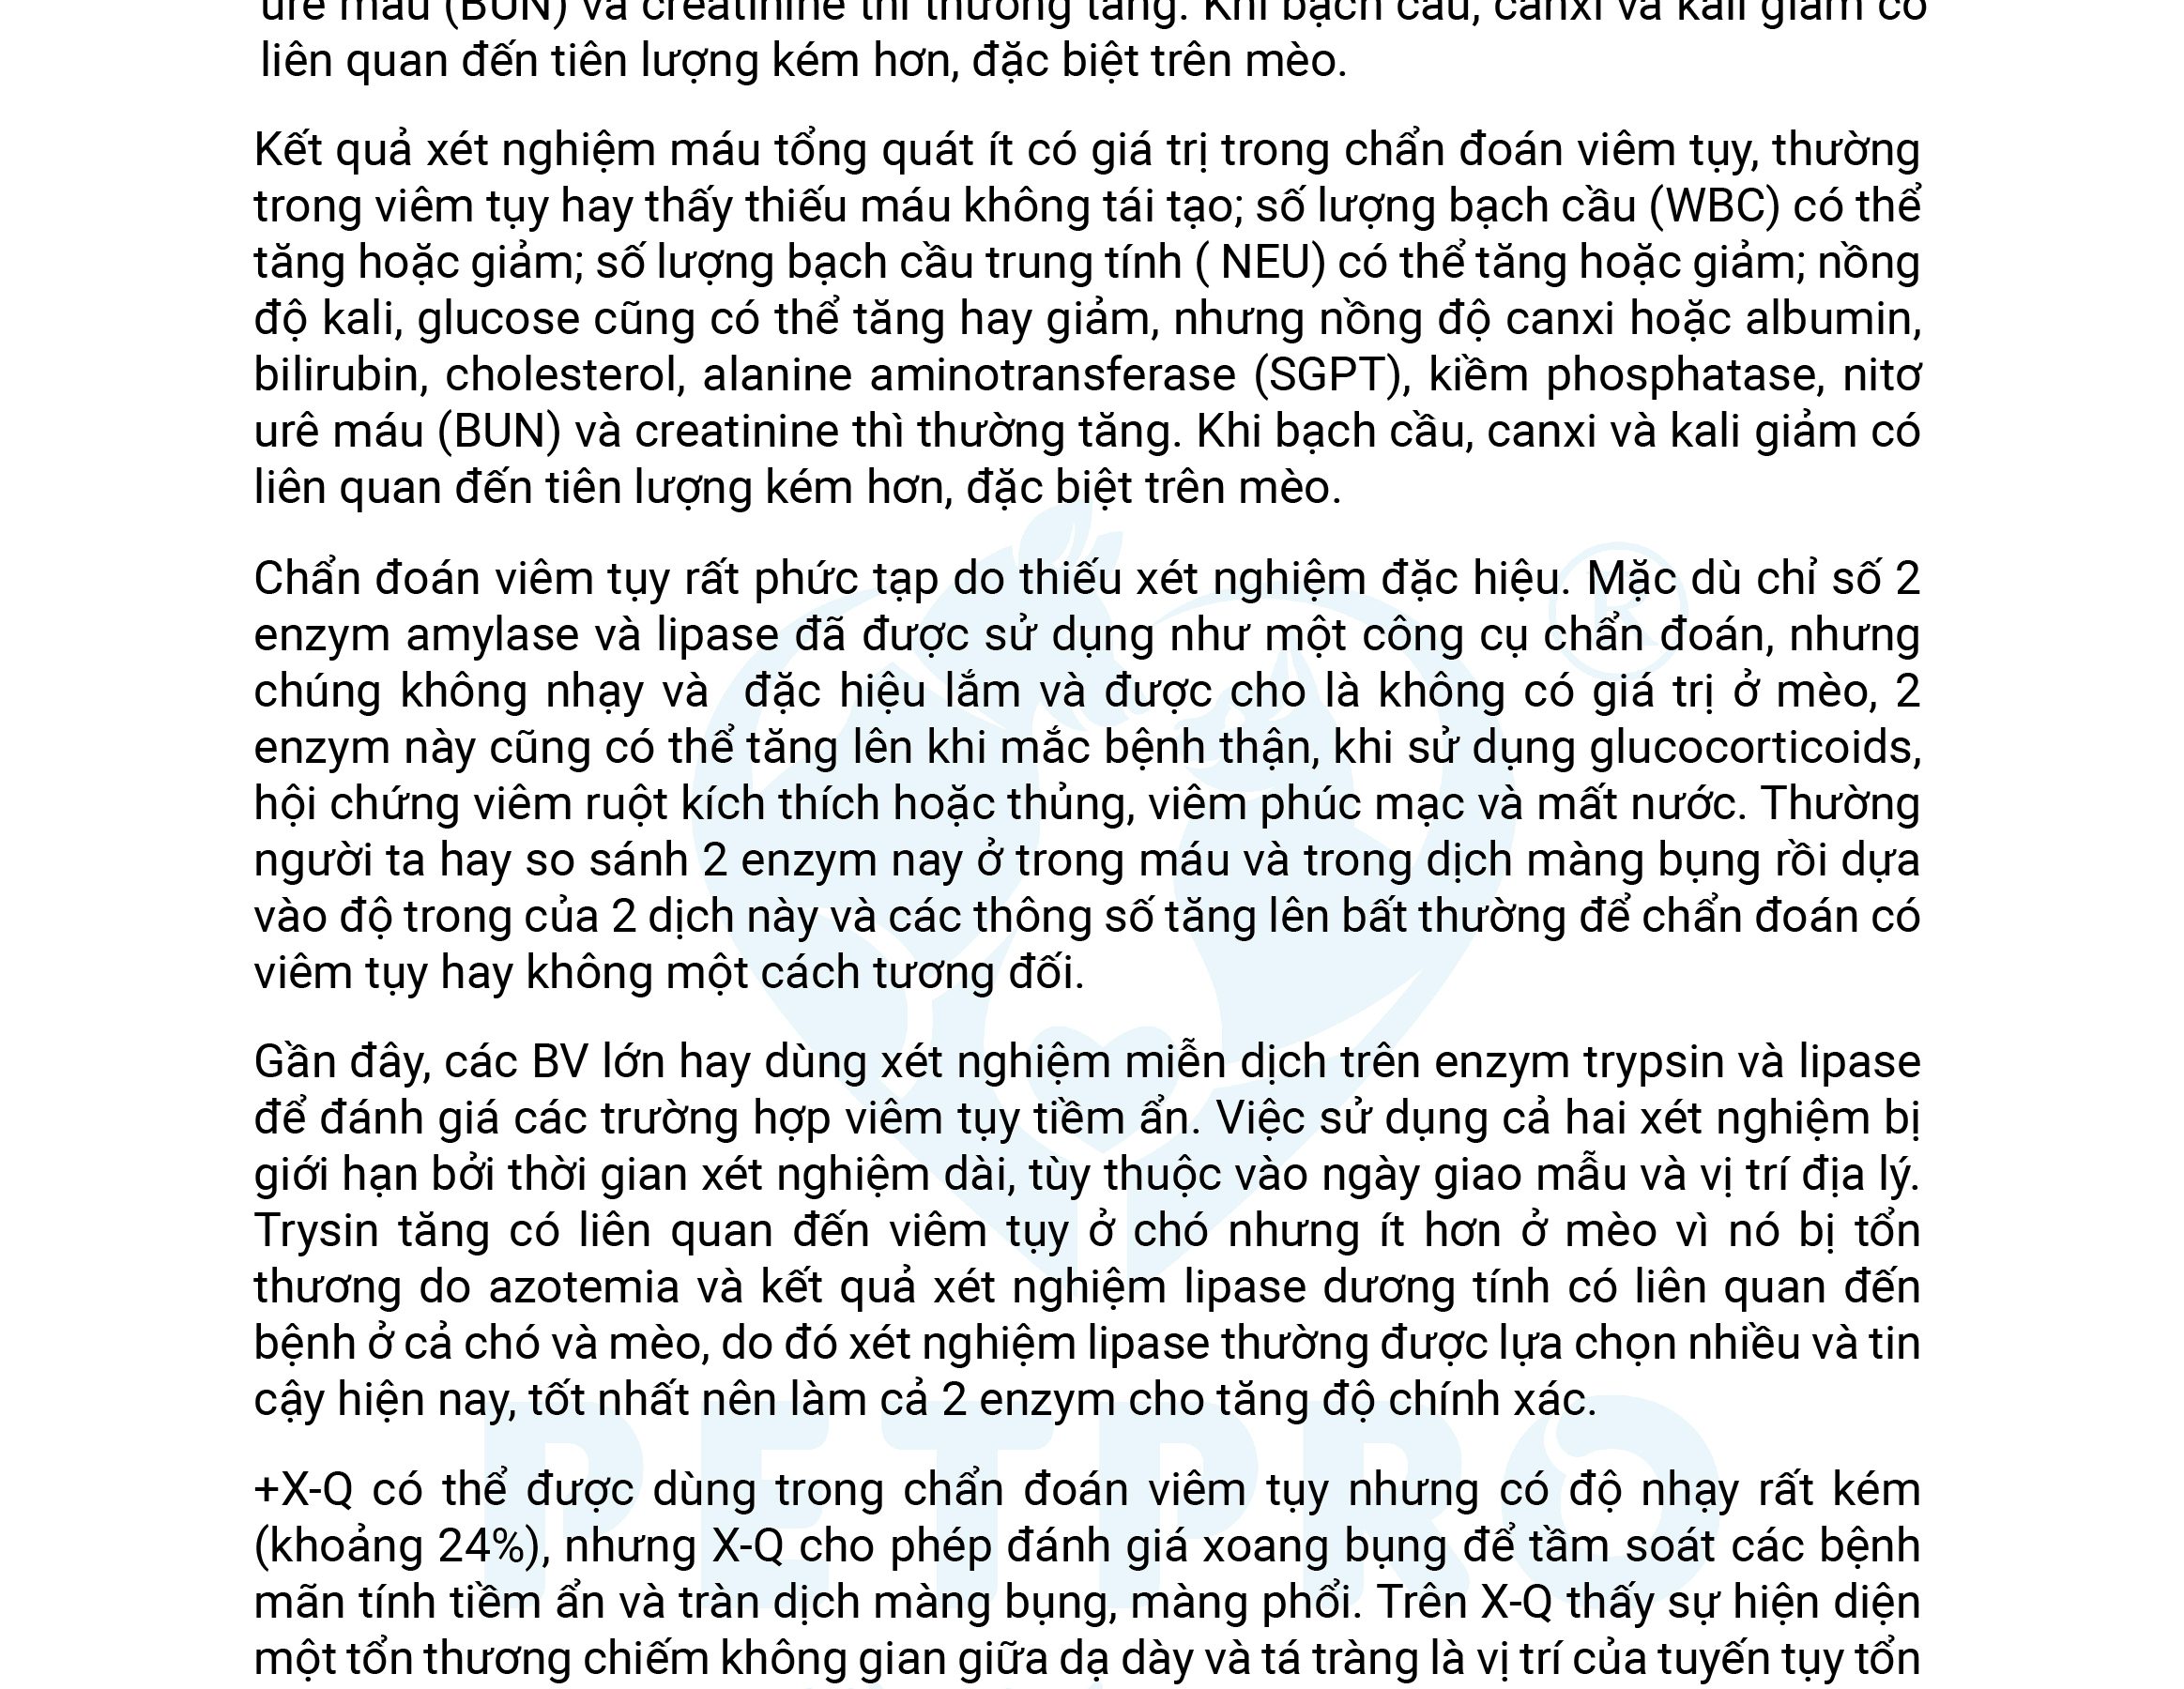 urê máu (BUN) và creatinine thì thường tăng. Khi bạch cầu, canxi và kali giảm có
liên quan đến tiên lượng kém hơn, đặc biệt trên mèo.
Kết quả xét nghiệm máu tổng quát ít có giá trị trong chẩn đoán viêm tụy, thường
trong viêm tụy hay thấy thiếu máu không tái tạo; số lượng bạch cầu (WBC) có thể
tăng hoặc giảm; số lượng bạch cầu trung tính ( NEU) có thể tăng hoặc giảm; nồng
độ kali, glucose cũng có thể tăng hay giảm, nhưng nồng độ canxi hoặc albumin,
bilirubin, cholesterol, alanine aminotransferase (SGPT), kiềm phosphatase, nitơ
urê máu (BUN) và creatinine thì thường tăng. Khi bạch cầu, canxi và kali giảm có
liên quan đến tiên lượng kém hơn, đặc biệt trên mèo.
Chẩn đoán viêm tụy rất phức tạp do thiếu xét nghiệm đặc hiệu. Mặc dù chỉ số 2
enzym amylase và lipase đã được sử dụng như một công cụ chẩn đoán, nhưng
chúng không nhạy và  đặc hiệu lắm và được cho là không có giá trị ở mèo, 2
enzym này cũng có thể tăng lên khi mắc bệnh thận, khi sử dụng glucocorticoids,
hội chứng viêm ruột kích thích hoặc thủng, viêm phúc mạc và mất nước. Thường
người ta hay so sánh 2 enzym nay ở trong máu và trong dịch màng bụng rồi dựa
vào độ trong của 2 dịch này và các thông số tăng lên bất thường để chẩn đoán có
viêm tụy hay không một cách tương đối.
Gần đây, các BV lớn hay dùng xét nghiệm miễn dịch trên enzym trypsin và lipase
để đánh giá các trường hợp viêm tụy tiềm ẩn. Việc sử dụng cả hai xét nghiệm bị
giới hạn bởi thời gian xét nghiệm dài, tùy thuộc vào ngày giao mẫu và vị trí địa lý.
Trysin tăng có liên quan đến viêm tụy ở chó nhưng ít hơn ở mèo vì nó bị tổn
thương do azotemia và kết quả xét nghiệm lipase dương tính có liên quan đến
bệnh ở cả chó và mèo, do đó xét nghiệm lipase thường được lựa chọn nhiều và tin
cậy hiện nay, tốt nhất nên làm cả 2 enzym cho tăng độ chính xác.
PETPRO
+X-Q có thể được dùng trong chẩn đoán viêm tụy nhưng có độ nhạy rất kém
(khoảng 24%), nhưng X-Q cho phép đánh giá xoang bụng để tầm soát các bệnh
mãn tính tiềm ẩn và tràn dịch màng bụng, màng phổi. Trên X-Q thấy sự hiện diện
một tổn thương chiếm không gian giữa dạ dày và tá tràng là vị trí của tuyến tụy tổn